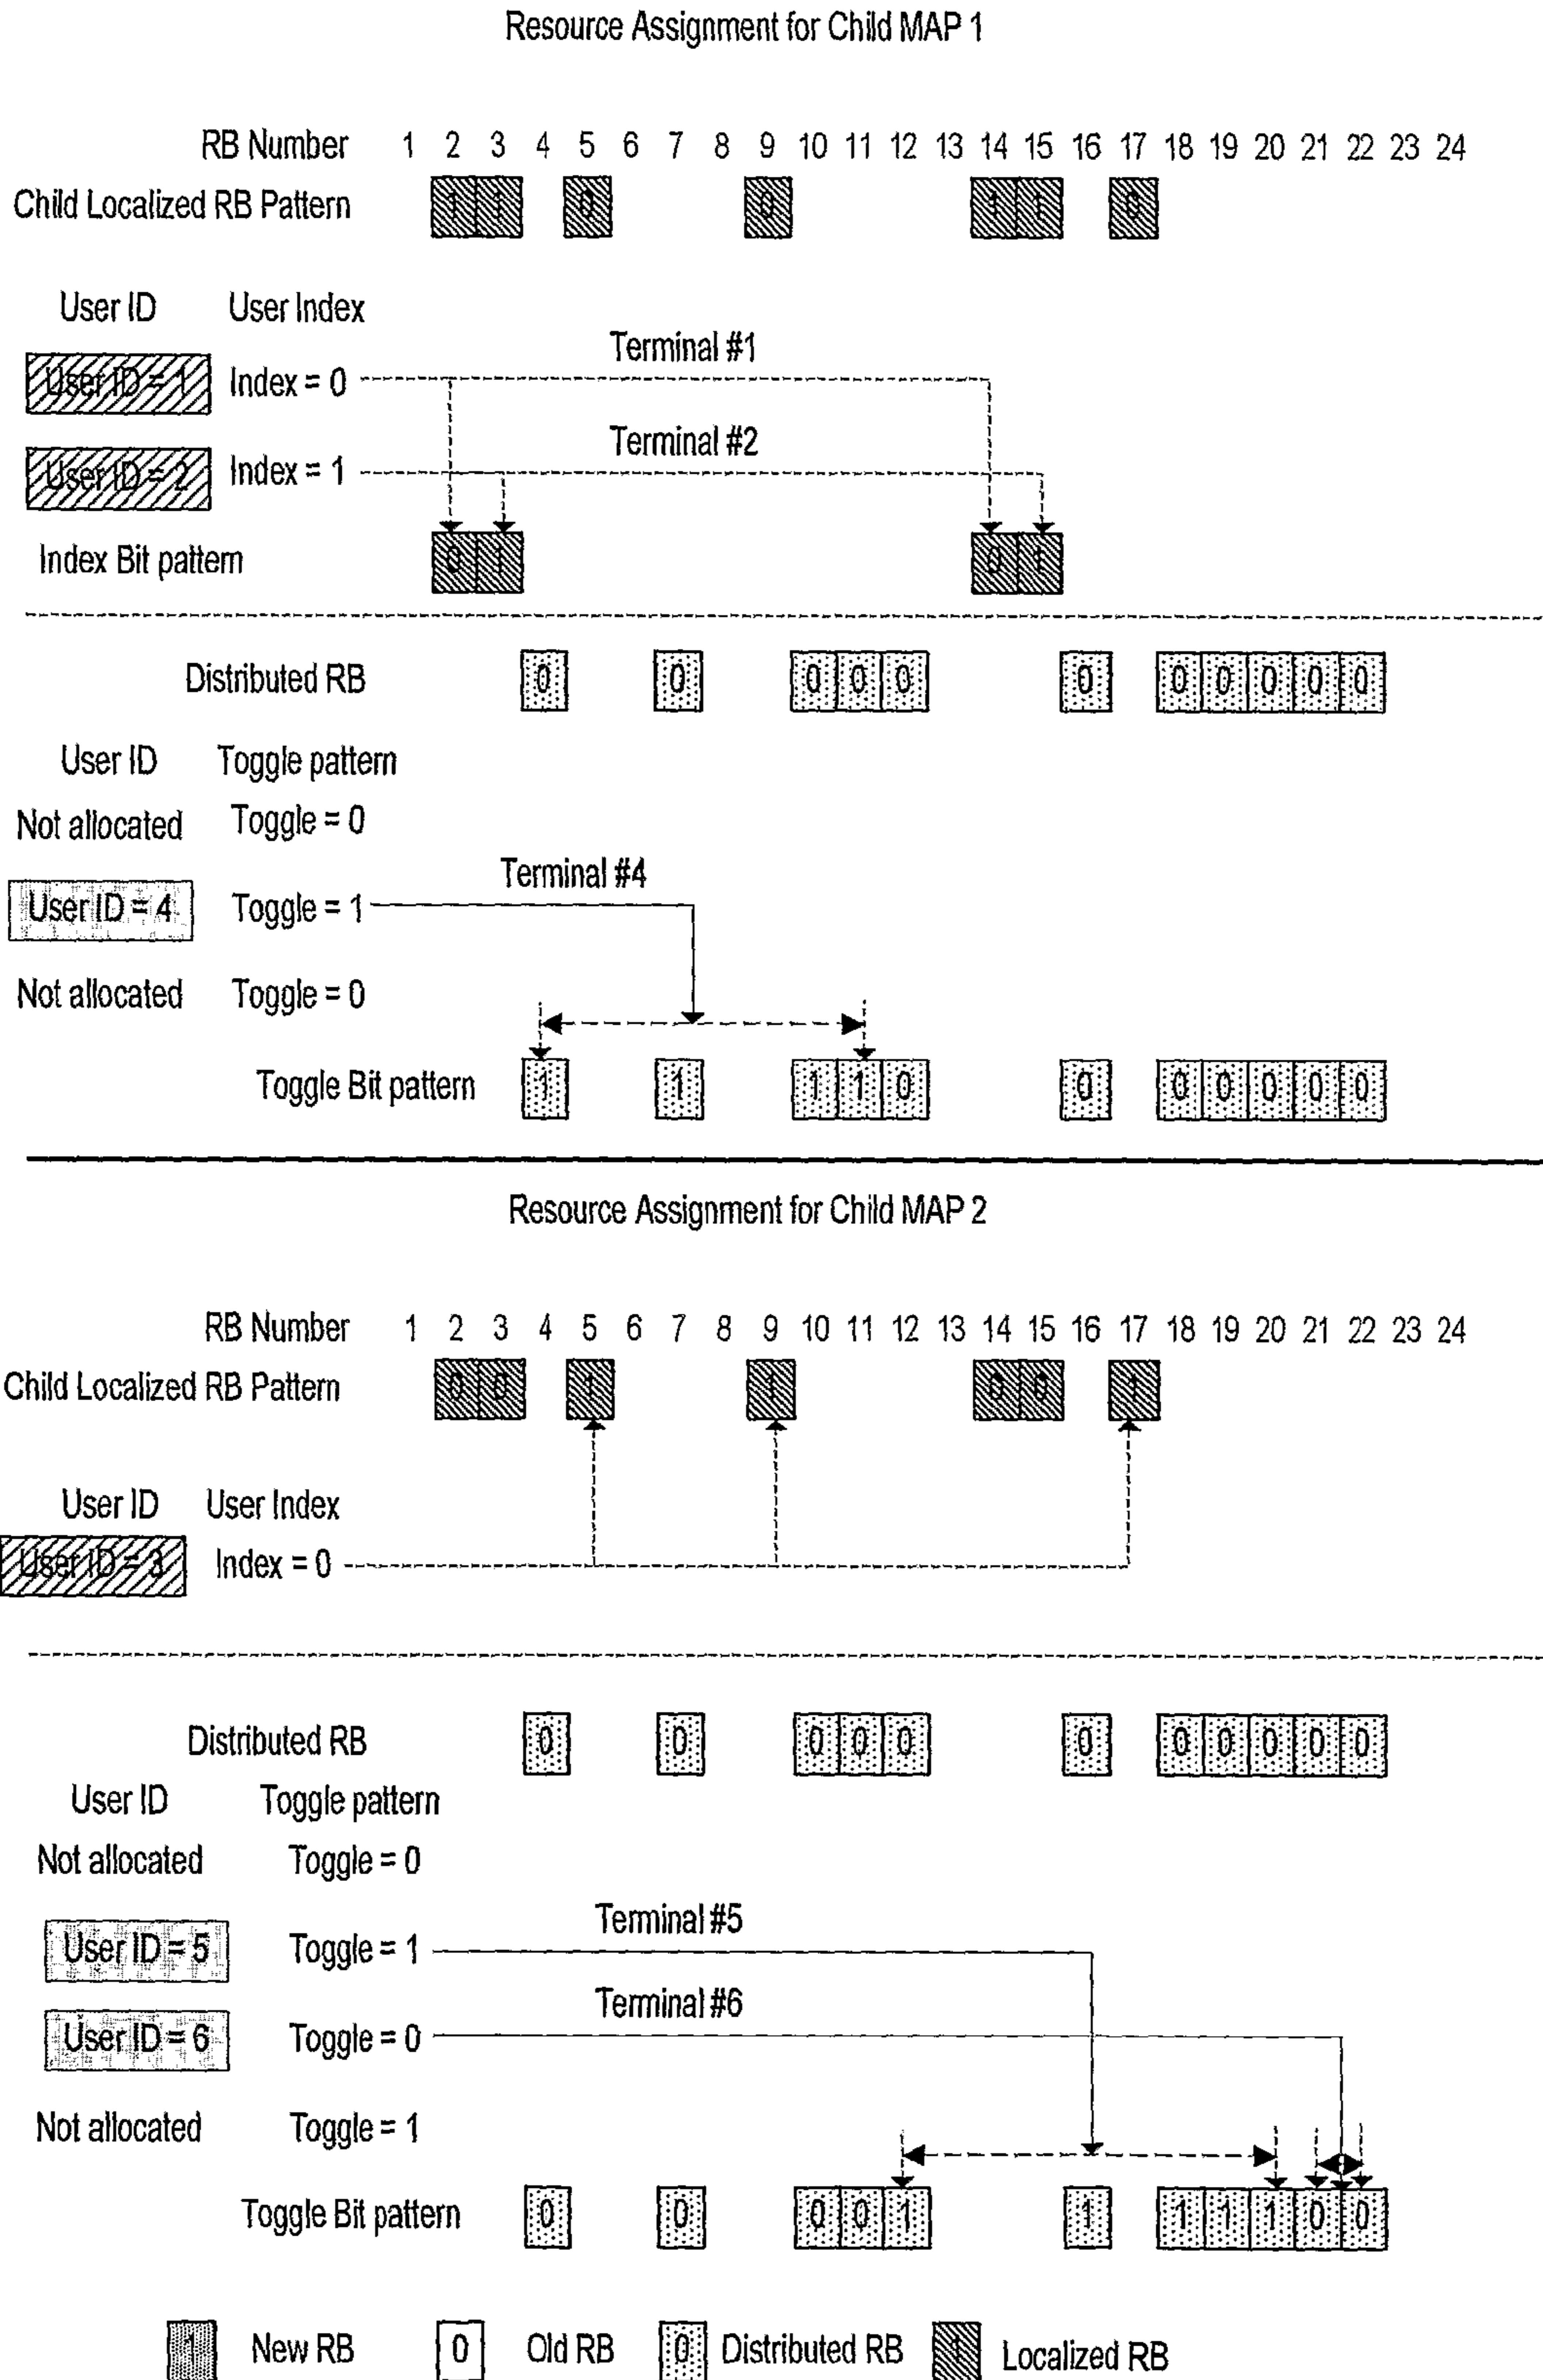 Resource Assignment for Child MAP 1
RB Number 1 2 3 4 5 6 7 8 9 10 11 12 13 14 15 16 17 18 19 20 21 22 23 24
Child Localized RB Pattern 1 1 0 0 1 1 0
User ID User Index
Terminal #1
User ID = 1 Index = 0
Terminal #2
User ID = 2 Index = 1
Index Bit pattern 0 1 0 1
Distributed RB 0 0 0 0 0 0 0 0 0 0 0
User ID Toggle pattern
Not allocated Toggle = 0
Terminal #4
User ID = 4 Toggle = 1
Not allocated Toggle = 0
Toggle Bit pattern 1 1 1 1 0 0 0 0 0 0 0
Resource Assignment for Child MAP 2
RB Number 1 2 3 4 5 6 7 8 9 10 11 12 13 14 15 16 17 18 19 20 21 22 23 24
Child Localized RB Pattern 0 0 1 1 0 0 1
User ID User Index
User ID = 3 Index = 0
Distributed RB 0 0 0 0 0 0 0 0 0 0 0
User ID Toggle pattern
Not allocated Toggle = 0
Terminal #5
User ID = 5 Toggle = 1
Terminal #6
User ID = 6 Toggle = 0
Not allocated Toggle = 1
Toggle Bit pattern 0 0 0 0 1 1 1 1 1 0 0
1 New RB 0 Old RB 0 Distributed RB 1 Localized RB